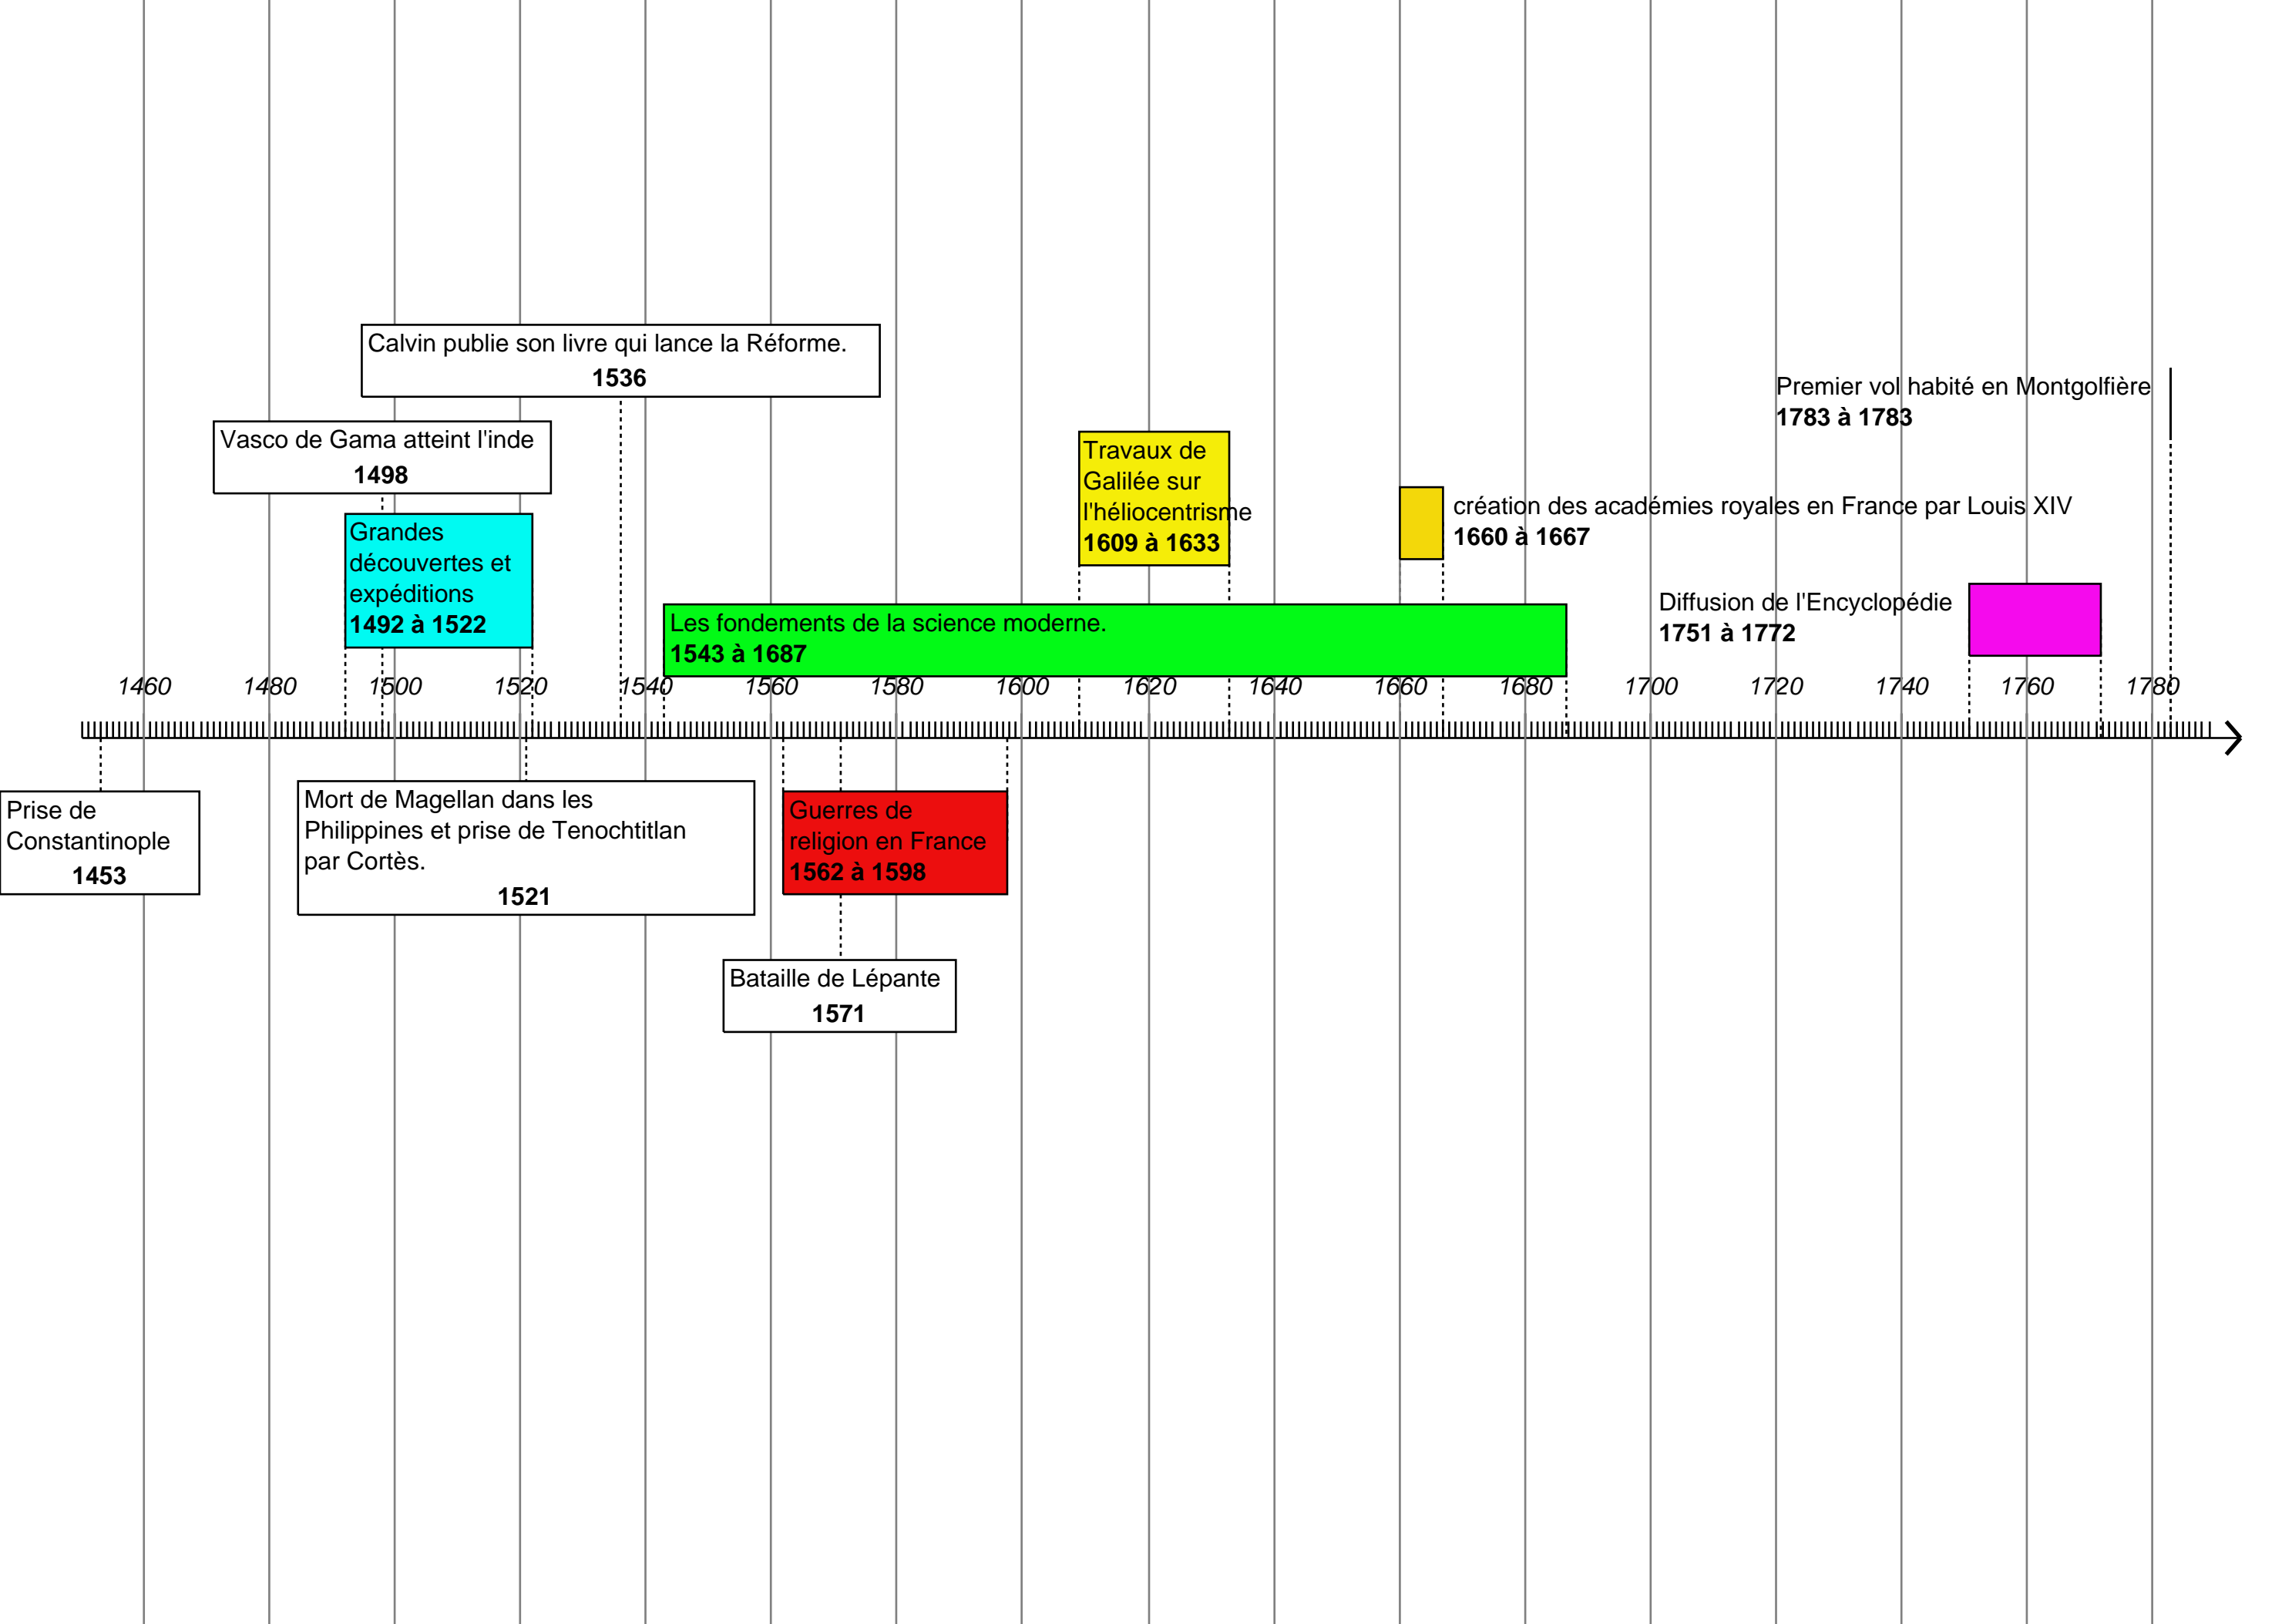 Calvin publie son livre qui lance la Réforme.
1536
Premier vol habité en Montgolfière
1783 à 1783
Vasco de Gama atteint l'inde
1498
Travaux de
Galilée sur
l'héliocentrisme
1609 à 1633
création des académies royales en France par Louis XIV
1660 à 1667
Grandes
découvertes et
expéditions
1492 à 1522
Diffusion de l'Encyclopédie
1751 à 1772
Les fondements de la science moderne.
1543 à 1687
1460 1480 1500 1520 1540 1560 1580 1600 1620 1640 1660 1680 1700 1720 1740 1760 1780
Prise de
Constantinople
1453
Mort de Magellan dans les
Philippines et prise de Tenochtitlan
par Cortès.
1521
Guerres de
religion en France
1562 à 1598
Bataille de Lépante
1571